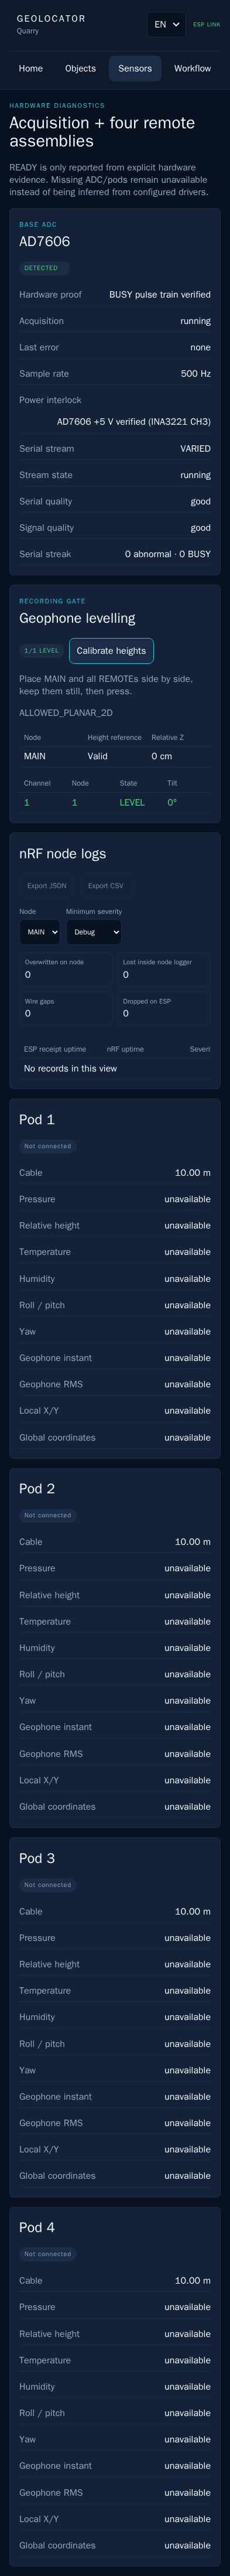 GEOLOCATOR
Quarry
EN
ESP LINK
Home Objects Sensors Workflow
HARDWARE DIAGNOSTICS
Acquisition + four remote
assemblies
READY is only reported from explicit hardware
evidence. Missing ADC/pods remain unavailable
instead of being inferred from configured drivers.
BASE ADC
AD7606
DETECTED
Hardware proof BUSY pulse train verified
Acquisition running
Last error none
Sample rate 500 Hz
Power interlock
AD7606 +5 V verified (INA3221 CH3)
Serial stream VARIED
Stream state running
Serial quality good
Signal quality good
Serial streak 0 abnormal · 0 BUSY
RECORDING GATE
Geophone levelling
1/1 LEVEL Calibrate heights
Place MAIN and all REMOTEs side by side,
keep them still, then press.
ALLOWED_PLANAR_2D
Node Height reference Relative Z
MAIN Valid 0 cm
Channel Node State Tilt
1 1 LEVEL 0°
nRF node logs
Export JSON Export CSV
Node Minimum severity
MAIN Debug
Overwritten on node Lost inside node logger
0 0
Wire gaps Dropped on ESP
0 0
ESP receipt uptime nRF uptime Severi
No records in this view
Pod 1
Not connected
Cable 10.00 m
Pressure unavailable
Relative height unavailable
Temperature unavailable
Humidity unavailable
Roll / pitch unavailable
Yaw unavailable
Geophone instant unavailable
Geophone RMS unavailable
Local X/Y unavailable
Global coordinates unavailable
Pod 2
Not connected
Cable 10.00 m
Pressure unavailable
Relative height unavailable
Temperature unavailable
Humidity unavailable
Roll / pitch unavailable
Yaw unavailable
Geophone instant unavailable
Geophone RMS unavailable
Local X/Y unavailable
Global coordinates unavailable
Pod 3
Not connected
Cable 10.00 m
Pressure unavailable
Relative height unavailable
Temperature unavailable
Humidity unavailable
Roll / pitch unavailable
Yaw unavailable
Geophone instant unavailable
Geophone RMS unavailable
Local X/Y unavailable
Global coordinates unavailable
Pod 4
Not connected
Cable 10.00 m
Pressure unavailable
Relative height unavailable
Temperature unavailable
Humidity unavailable
Roll / pitch unavailable
Yaw unavailable
Geophone instant unavailable
Geophone RMS unavailable
Local X/Y unavailable
Global coordinates unavailable